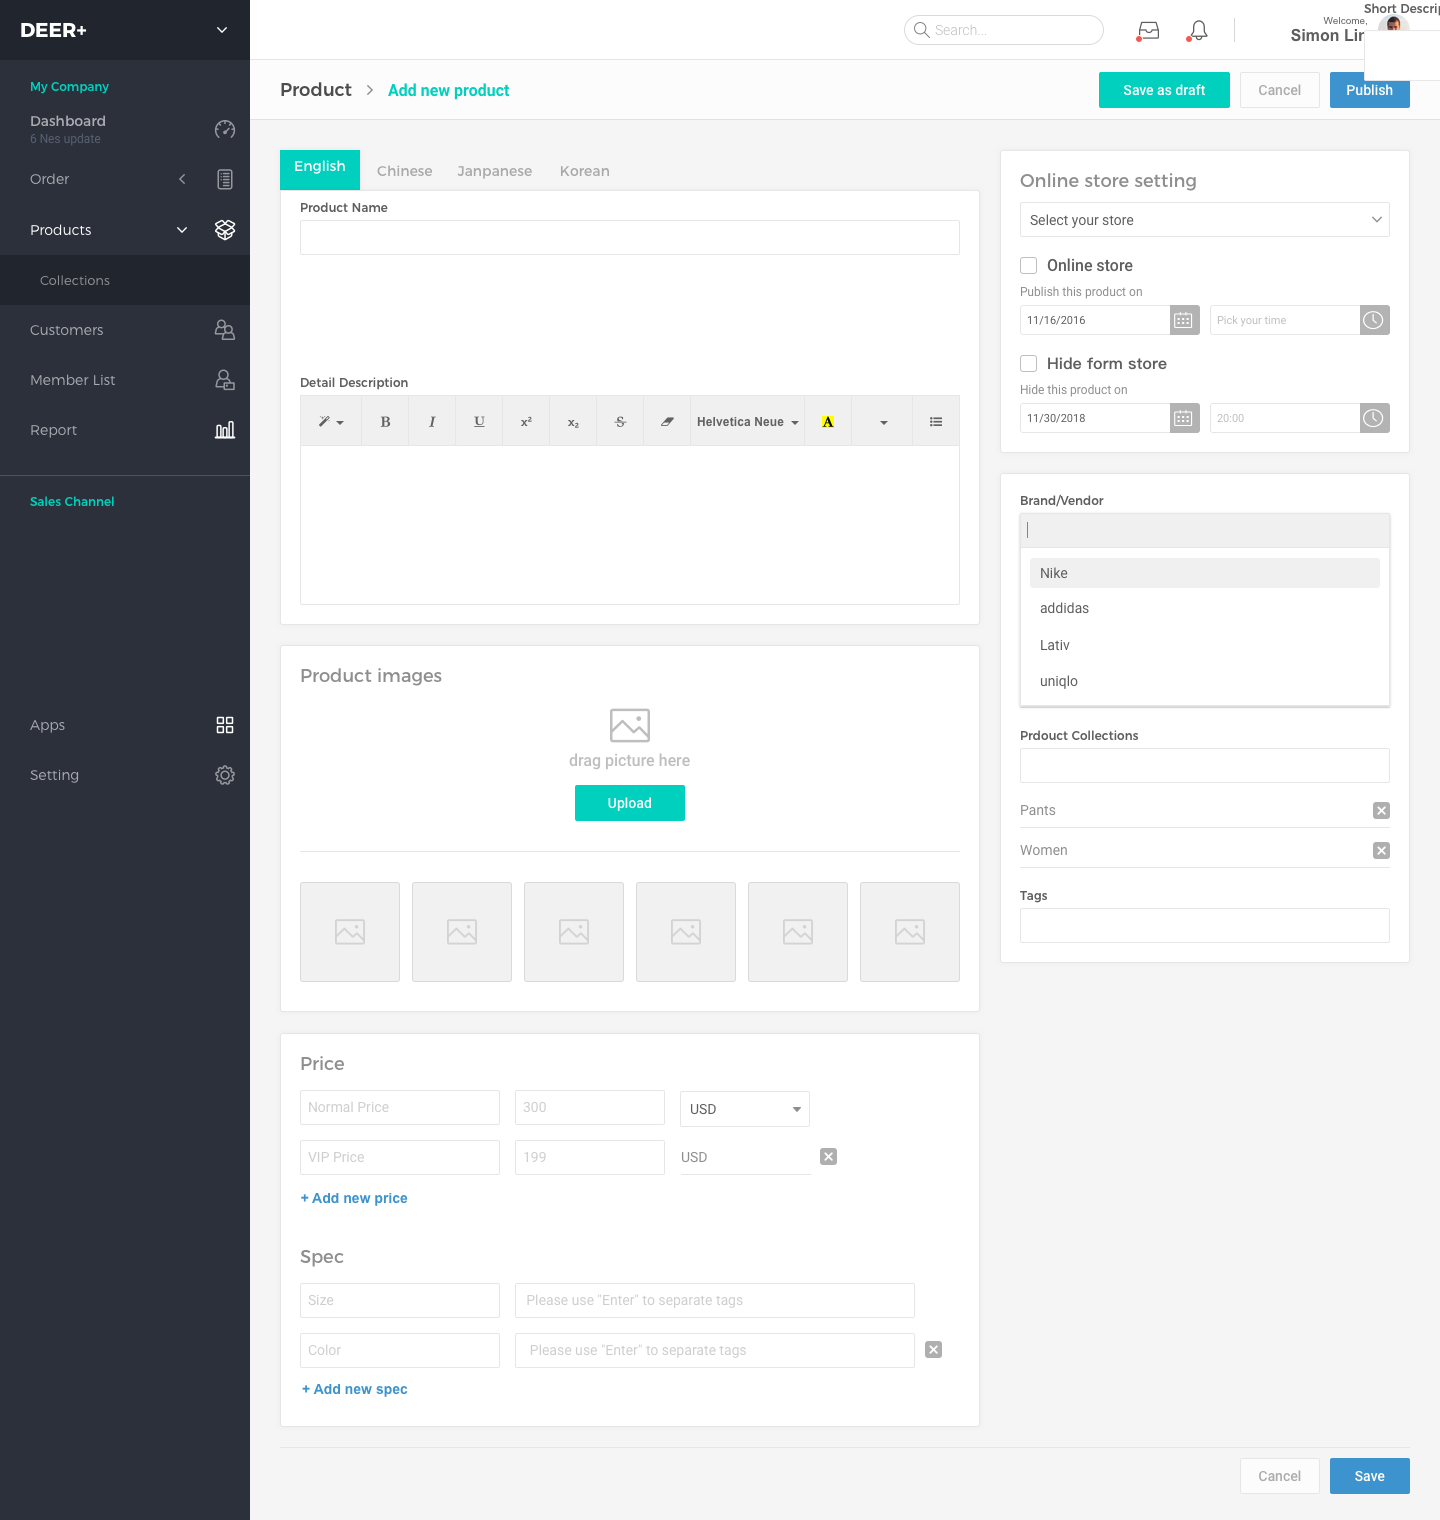 DEER+
Search...
Short Descrip
Welcome,
Simon Lin
My Company
Dashboard
6 Nes update
Order
Products
Collections
Customers
Member List
Report
Sales Channel
Apps
Setting
Product > Add new product
Save as draft
Cancel
Publish
English
Chinese
Janpanese
Korean
Product Name
Detail Description
B I U x² x₂ S Helvetica Neue A
Product images
drag picture here
Upload
Price
Normal Price
300
USD
VIP Price
199
USD
+ Add new price
Spec
Size
Please use "Enter" to separate tags
Color
Please use "Enter" to separate tags
+ Add new spec
Online store setting
Select your store
Online store
Publish this product on
11/16/2016
Pick your time
Hide form store
Hide this product on
11/30/2018
20:00
Brand/Vendor
Nike
addidas
Lativ
uniqlo
Prdouct Collections
Pants
Women
Tags
Cancel
Save